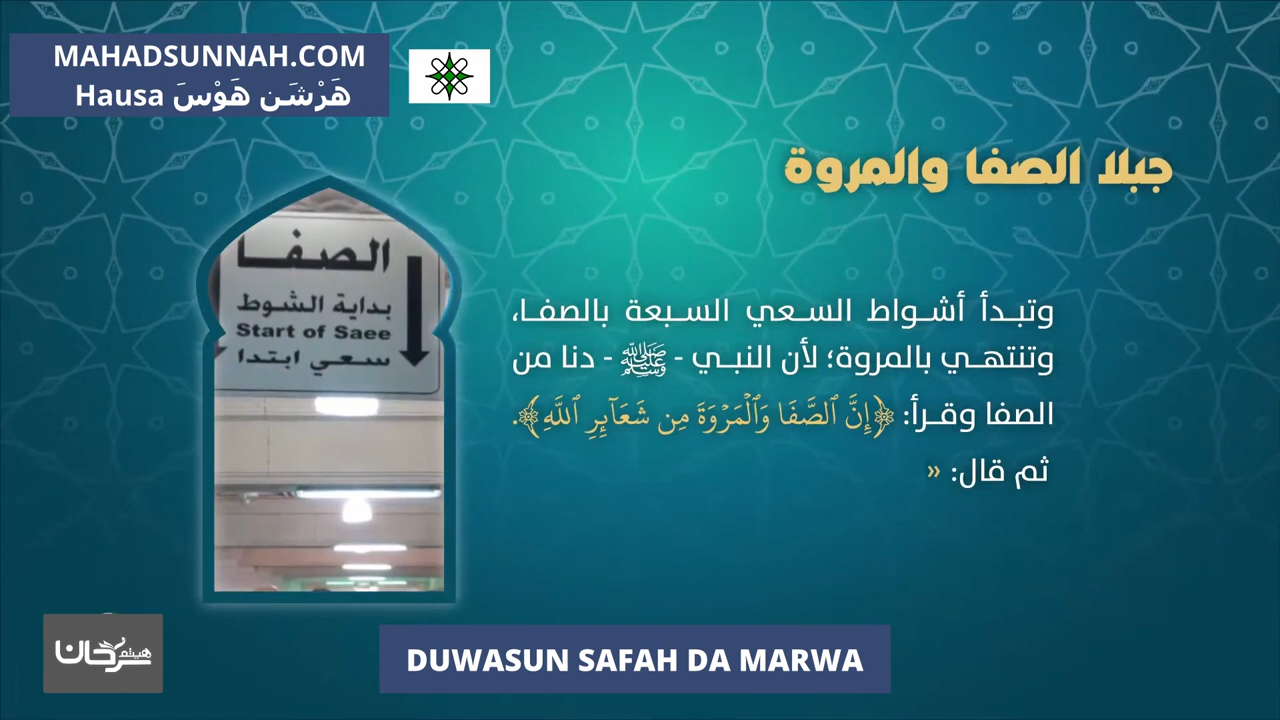 MAHADSUNNAH.COM
Hausa هَرْشَن هَوْسَ
جبلا الصفا والمروة
الصفا
بداية الشوط
Start of Saee
سعي ابتدا
وتبدأ أشواط السعي السبعة بالصفا،
وتنتهي بالمروة؛ لأن النبي - ﷺ - دنا من
الصفا وقرأ: ﴿إِنَّ ٱلصَّفَا وَٱلْمَرْوَةَ مِن شَعَآئِرِ ٱللَّهِ﴾.
ثم قال: «
هيثم
سرحان
DUWASUN SAFAH DA MARWA